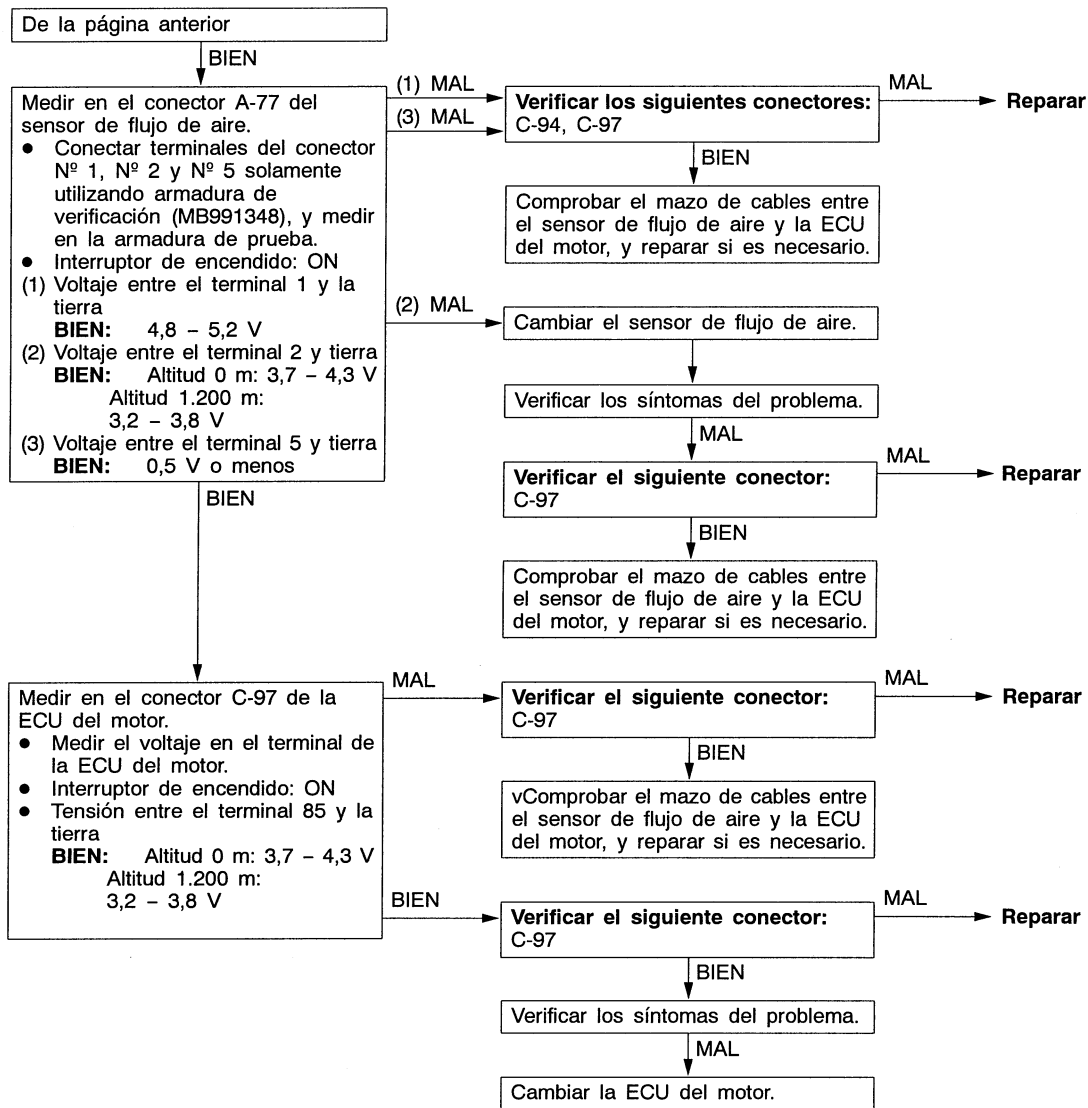 De la página anterior
BIEN
Medir en el conector A-77 del
sensor de flujo de aire.
● Conectar terminales del conector
Nº 1, Nº 2 y Nº 5 solamente
utilizando armadura de
verificación (MB991348), y medir
en la armadura de prueba.
● Interruptor de encendido: ON
(1) Voltaje entre el terminal 1 y la
tierra
BIEN: 4,8 – 5,2 V
(2) Voltaje entre el terminal 2 y tierra
BIEN: Altitud 0 m: 3,7 – 4,3 V
Altitud 1.200 m:
3,2 – 3,8 V
(3) Voltaje entre el terminal 5 y tierra
BIEN: 0,5 V o menos
(1) MAL
(3) MAL
Verificar los siguientes conectores:
C-94, C-97
MAL
Reparar
BIEN
Comprobar el mazo de cables entre
el sensor de flujo de aire y la ECU
del motor, y reparar si es necesario.
(2) MAL
Cambiar el sensor de flujo de aire.
Verificar los síntomas del problema.
MAL
Verificar el siguiente conector:
C-97
MAL
Reparar
BIEN
Comprobar el mazo de cables entre
el sensor de flujo de aire y la ECU
del motor, y reparar si es necesario.
BIEN
Medir en el conector C-97 de la
ECU del motor.
● Medir el voltaje en el terminal de
la ECU del motor.
● Interruptor de encendido: ON
● Tensión entre el terminal 85 y la
tierra
BIEN: Altitud 0 m: 3,7 – 4,3 V
Altitud 1.200 m:
3,2 – 3,8 V
MAL
Verificar el siguiente conector:
C-97
MAL
Reparar
BIEN
vComprobar el mazo de cables entre
el sensor de flujo de aire y la ECU
del motor, y reparar si es necesario.
BIEN
Verificar el siguiente conector:
C-97
MAL
Reparar
BIEN
Verificar los síntomas del problema.
MAL
Cambiar la ECU del motor.